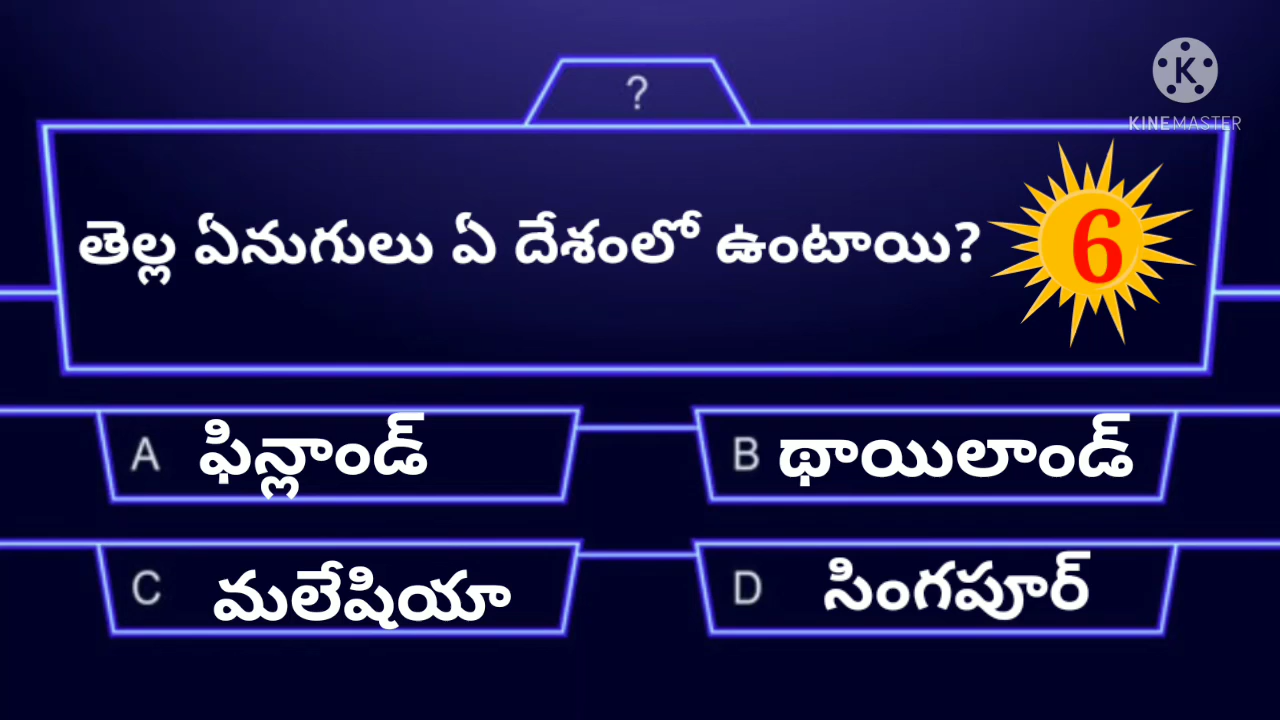 ?
KINEMASTER
తెల్ల ఏనుగులు ఏ దేశంలో ఉంటాయి?
6
A ఫిన్లాండ్
B థాయిలాండ్
C మలేషియా
D సింగపూర్